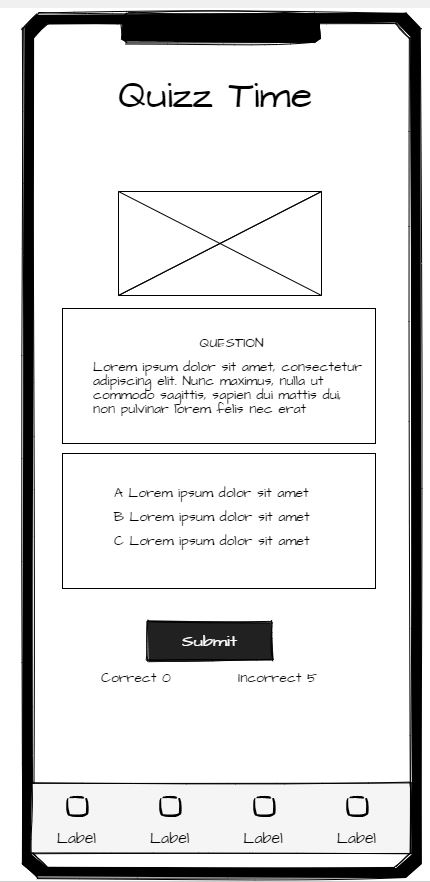 Quizz Time
QUESTION
Lorem ipsum dolor sit amet, consectetur
adipiscing elit. Nunc maximus, nulla ut
commodo sagittis, sapien dui mattis dui,
non pulvinar lorem felis nec erat
A Lorem ipsum dolor sit amet
B Lorem ipsum dolor sit amet
C Lorem ipsum dolor sit amet
Submit
Correct 0 Incorrect 5
Label Label Label Label